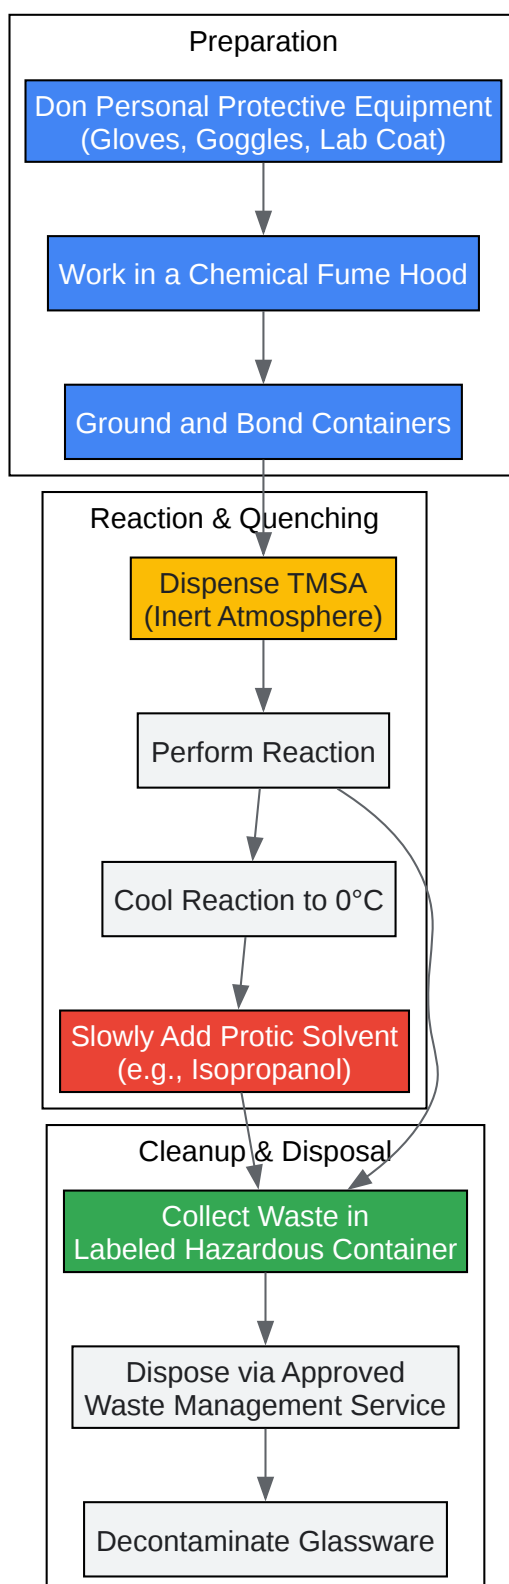 Preparation
Don Personal Protective Equipment
(Gloves, Goggles, Lab Coat)
Work in a Chemical Fume Hood
Ground and Bond Containers
Reaction & Quenching
Dispense TMSA
(Inert Atmosphere)
Perform Reaction
Cool Reaction to 0°C
Slowly Add Protic Solvent
(e.g., Isopropanol)
Cleanup & Disposal
Collect Waste in
Labeled Hazardous Container
Dispose via Approved
Waste Management Service
Decontaminate Glassware